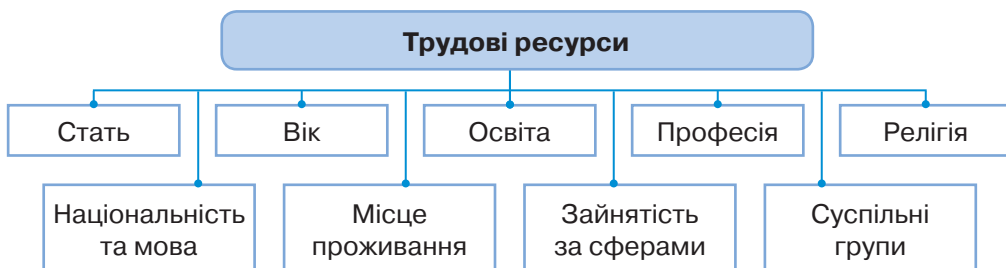 Трудові ресурси
Стать
Вік
Освіта
Професія
Релігія
Національність
та мова
Місце
проживання
Зайнятість
за сферами
Суспільні
групи